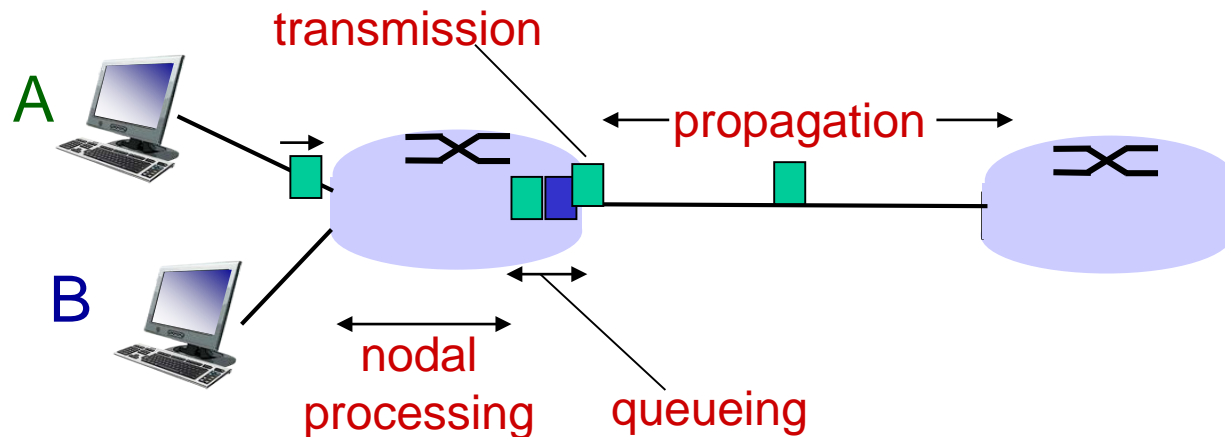 transmission
A
propagation
B
nodal
processing
queueing